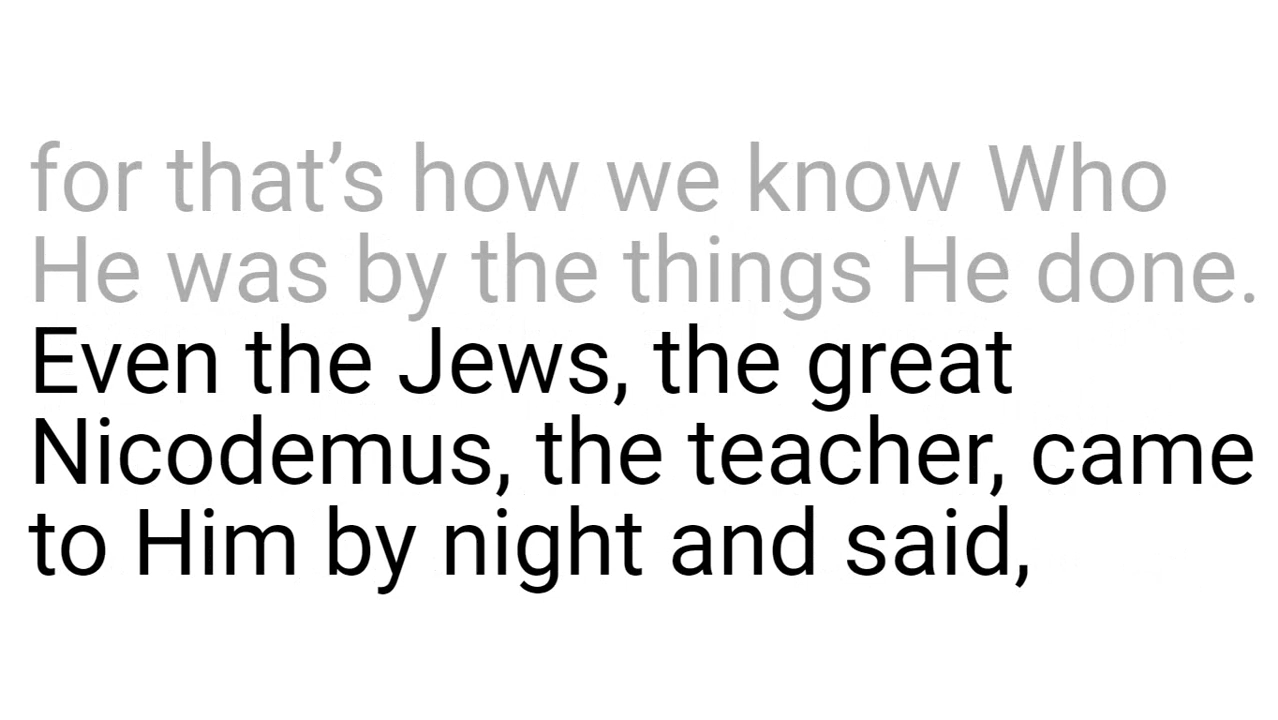 for that’s how we know Who
He was by the things He done.
Even the Jews, the great
Nicodemus, the teacher, came
to Him by night and said,